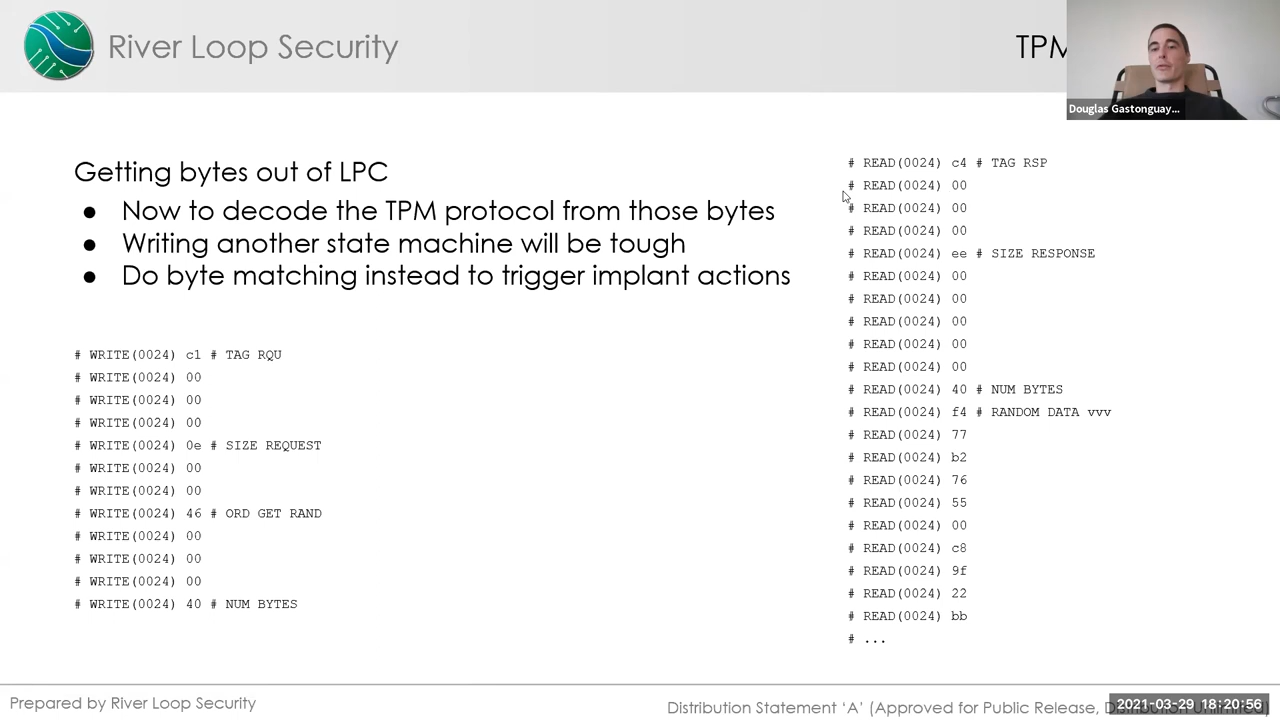 River Loop Security
TPM
Douglas Gastonguay...
Getting bytes out of LPC
● Now to decode the TPM protocol from those bytes
● Writing another state machine will be tough
● Do byte matching instead to trigger implant actions
# WRITE(0024) c1 # TAG RQU
# WRITE(0024) 00
# WRITE(0024) 00
# WRITE(0024) 00
# WRITE(0024) 0e # SIZE REQUEST
# WRITE(0024) 00
# WRITE(0024) 00
# WRITE(0024) 46 # ORD GET RAND
# WRITE(0024) 00
# WRITE(0024) 00
# WRITE(0024) 00
# WRITE(0024) 40 # NUM BYTES
# READ(0024) c4 # TAG RSP
# READ(0024) 00
# READ(0024) 00
# READ(0024) 00
# READ(0024) ee # SIZE RESPONSE
# READ(0024) 00
# READ(0024) 00
# READ(0024) 00
# READ(0024) 00
# READ(0024) 00
# READ(0024) 40 # NUM BYTES
# READ(0024) f4 # RANDOM DATA vvv
# READ(0024) 77
# READ(0024) b2
# READ(0024) 76
# READ(0024) 55
# READ(0024) 00
# READ(0024) c8
# READ(0024) 9f
# READ(0024) 22
# READ(0024) bb
# ...
Prepared by River Loop Security
Distribution Statement ‘A’ (Approved for Public Release,
2021-03-29 18:20:56